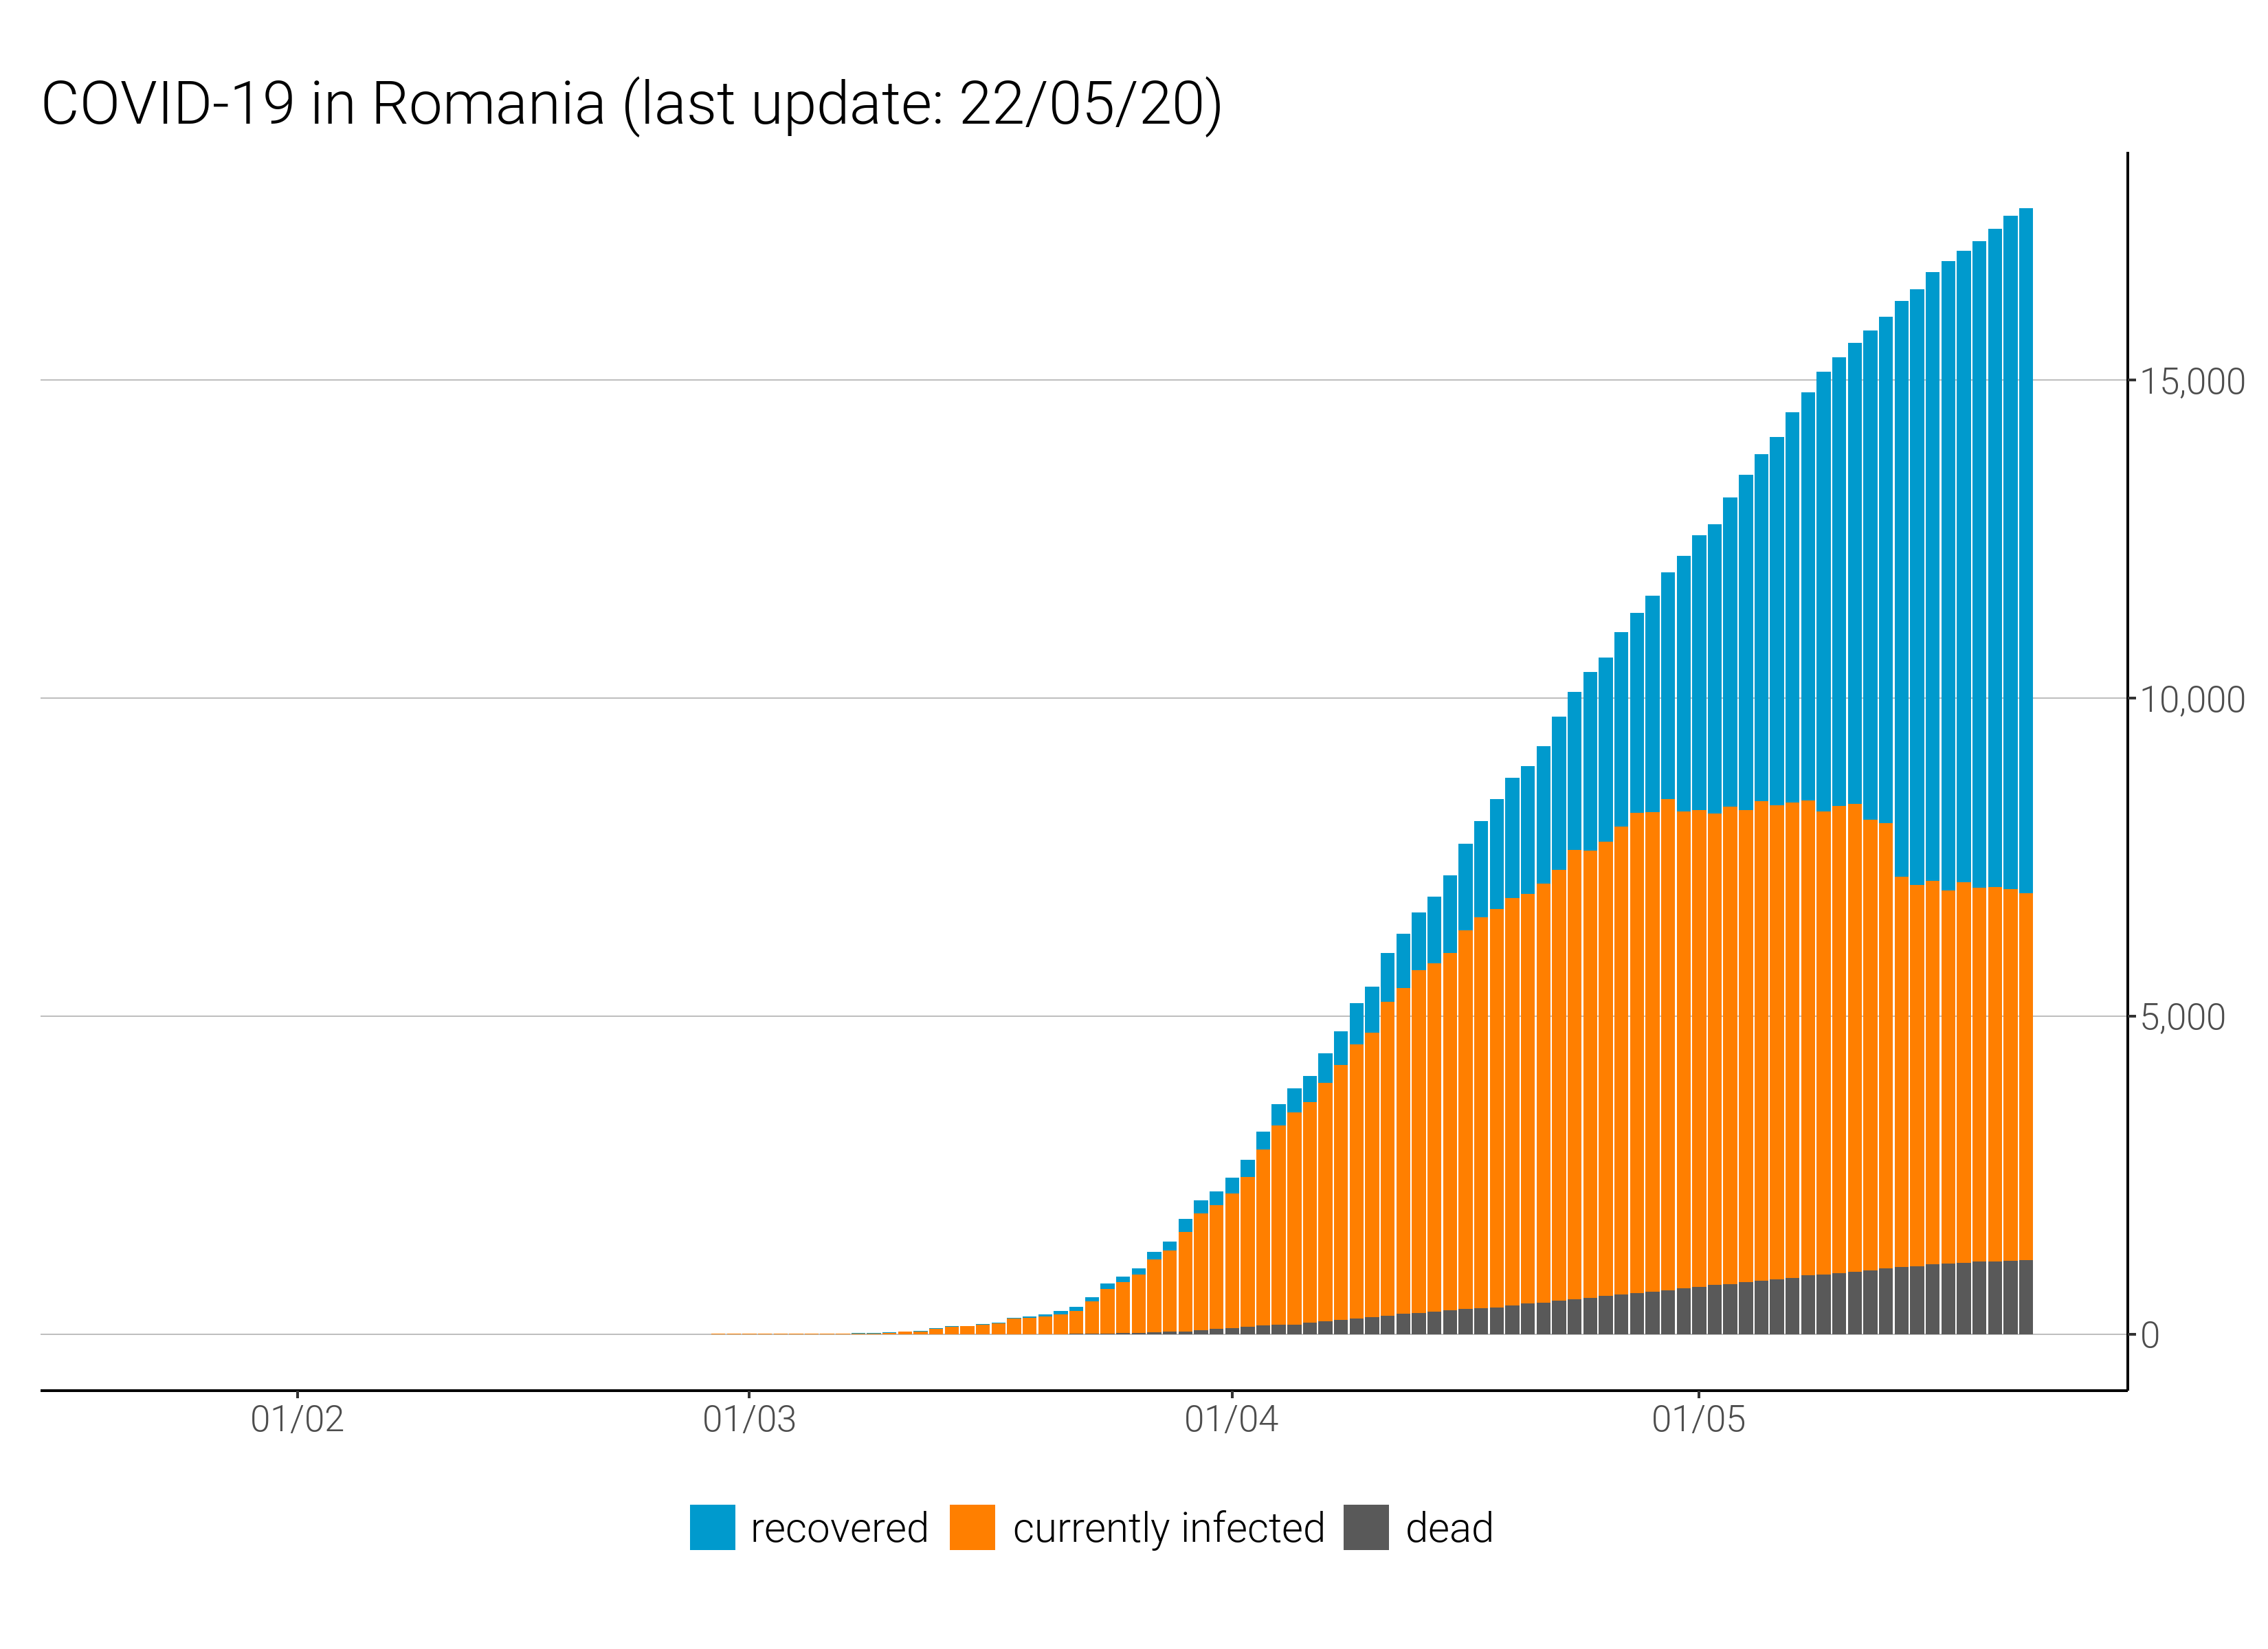 COVID-19 in Romania (last update: 22/05/20)
15,000
10,000
5,000
0
01/02 01/03 01/04 01/05
recovered currently infected dead